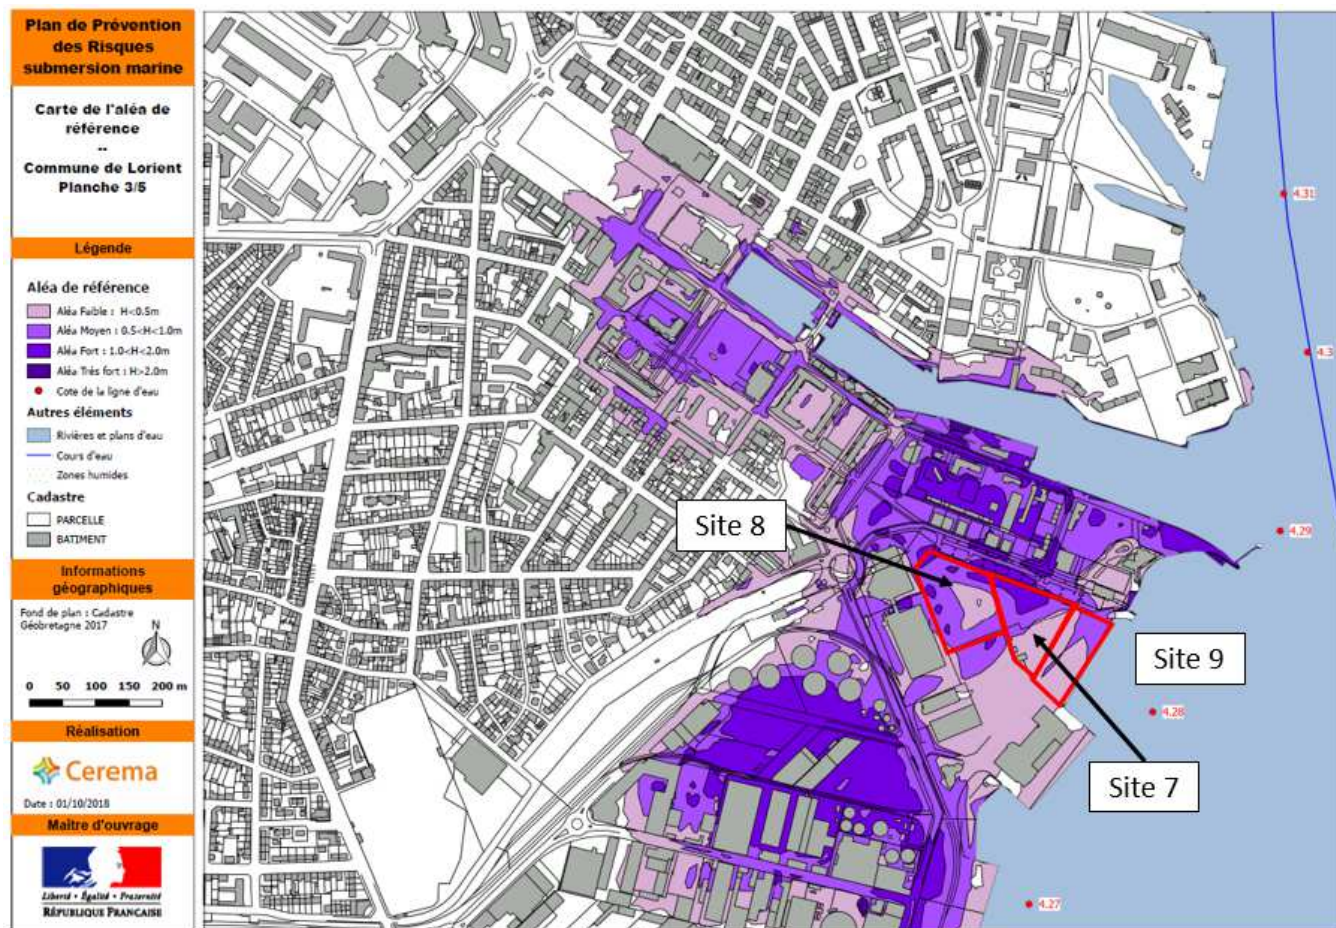 Plan de Prévention
des Risques
submersion marine
Carte de l'aléa de
référence
--
Commune de Lorient
Planche 3/5
Légende
Aléa de référence
Aléa Faible : H<0.5m
Aléa Moyen : 0.5<H<1.0m
Aléa Fort : 1.0<H<2.0m
Aléa Très fort : H>2.0m
Cote de la ligne d'eau
Autres éléments
Rivières et plans d'eau
Cours d'eau
Zones humides
Cadastre
PARCELLE
BATIMENT
Informations
géographiques
Fond de plan : Cadastre
Géobretagne 2017
N
0 50 100 150 200 m
Réalisation
Cerema
Date : 01/10/2018
Maître d'ouvrage
Liberté • Égalité • Fraternité
RÉPUBLIQUE FRANÇAISE
4.31
4.3
4.29
Site 8
Site 9
4.28
Site 7
4.27